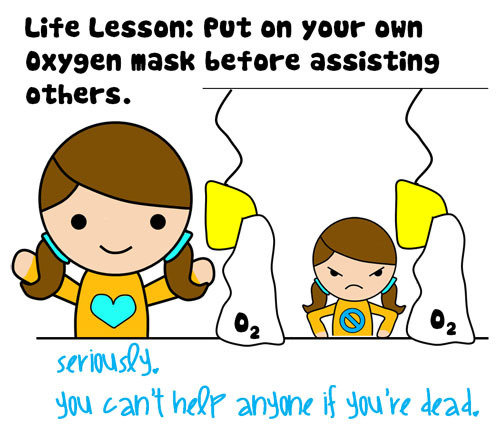 Life Lesson: Put on your own
Oxygen mask before assisting
others.
O2
O2
seriously.
you can't help anyone if you're dead.